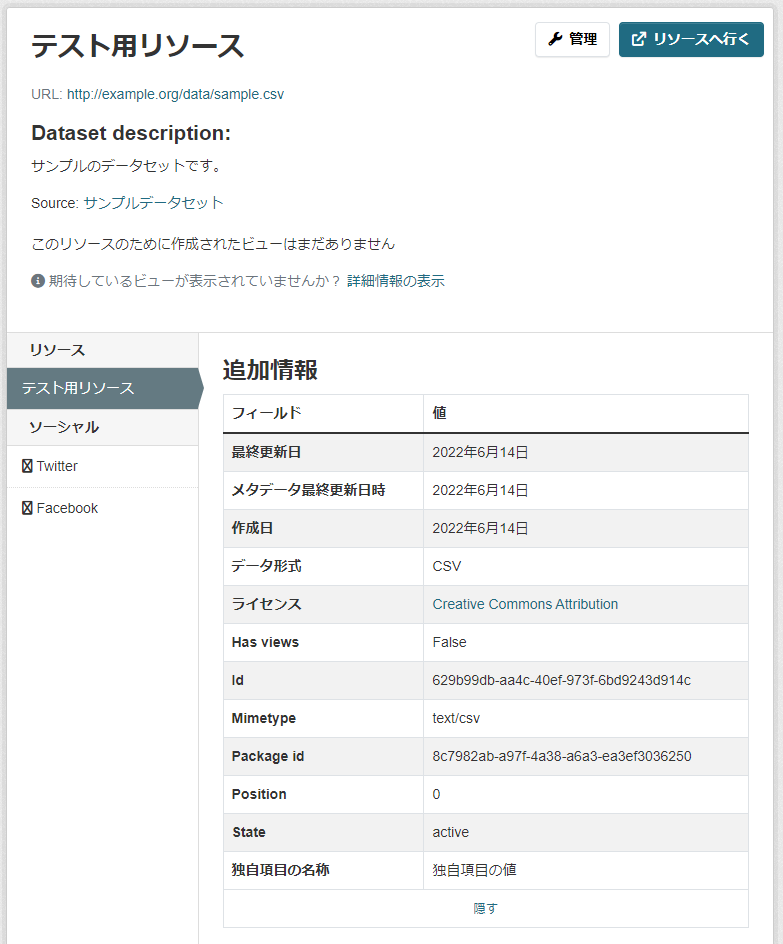 テスト用リソース
管理
リソースへ行く
URL: http://example.org/data/sample.csv
Dataset description:
サンプルのデータセットです。
Source: サンプルデータセット
このリソースのために作成されたビューはまだありません
期待しているビューが表示されていませんか？ 詳細情報の表示
リソース
テスト用リソース
ソーシャル
Twitter
Facebook
追加情報
フィールド 値
最終更新日 2022年6月14日
メタデータ最終更新日時 2022年6月14日
作成日 2022年6月14日
データ形式 CSV
ライセンス Creative Commons Attribution
Has views False
Id 629b99db-aa4c-40ef-973f-6bd9243d914c
Mimetype text/csv
Package id 8c7982ab-a97f-4a38-a6a3-ea3ef3036250
Position 0
State active
独自項目の名称 独自項目の値
隠す